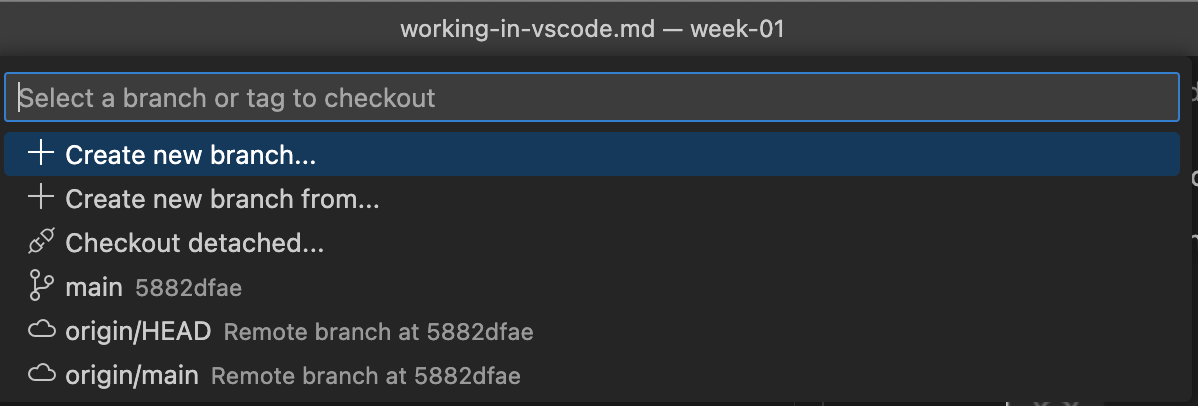 working-in-vscode.md — week-01
Select a branch or tag to checkout
Create new branch...
Create new branch from...
Checkout detached...
main 5882dfae
origin/HEAD Remote branch at 5882dfae
origin/main Remote branch at 5882dfae